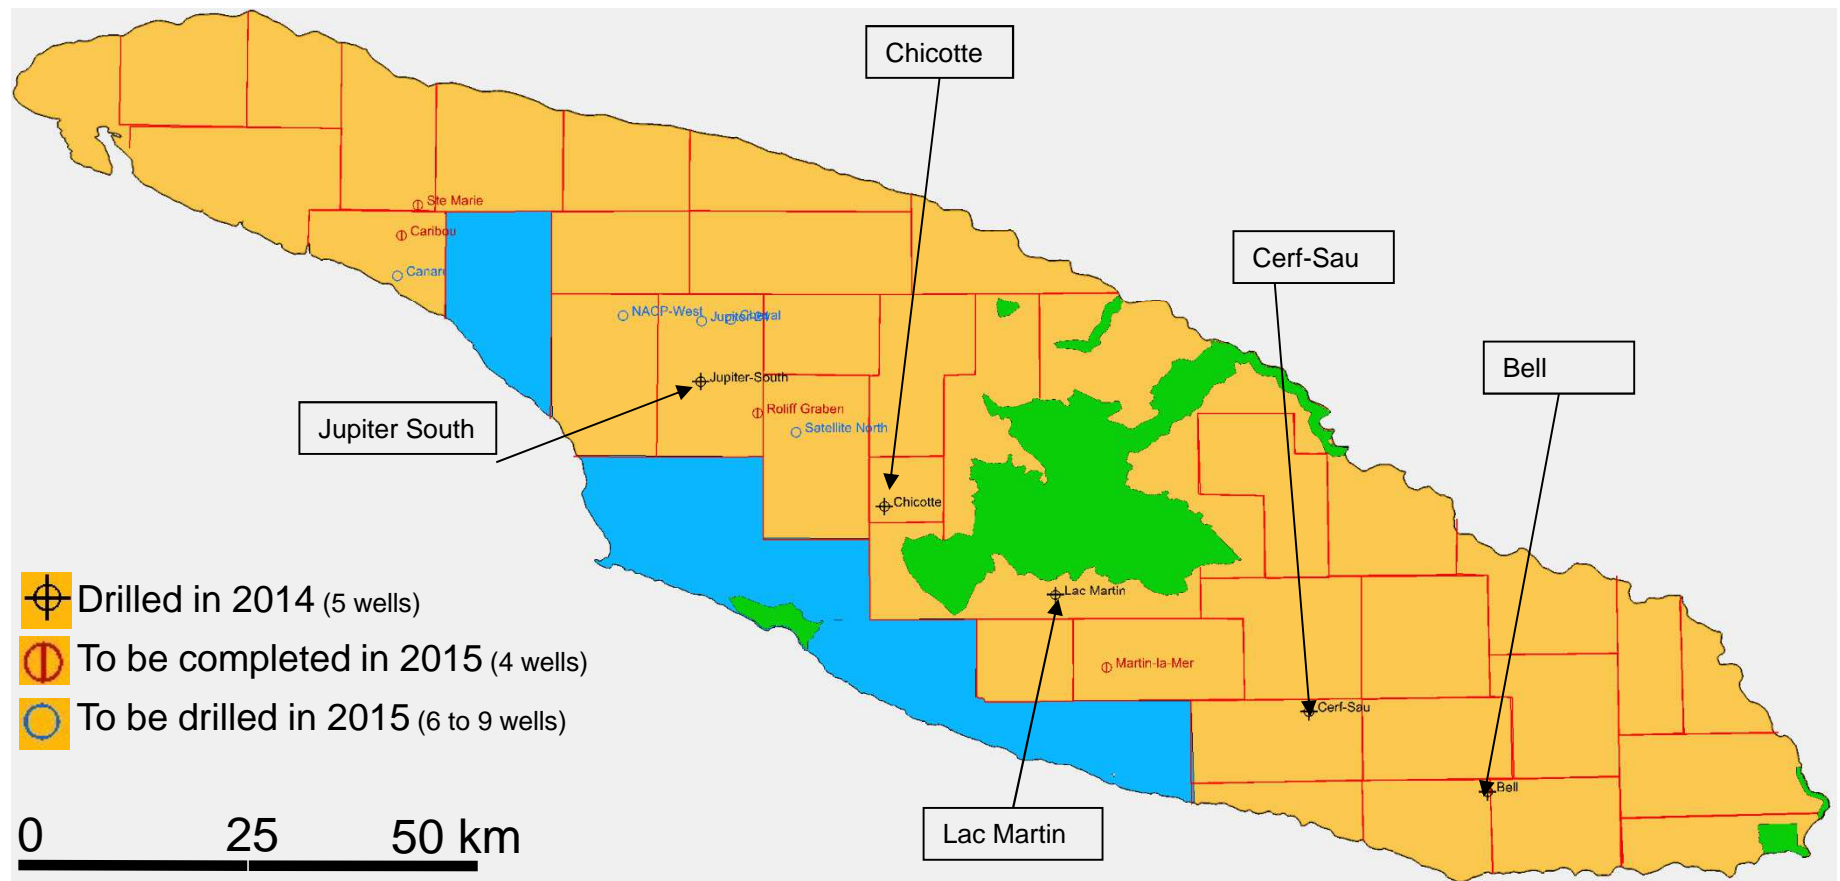 Chicotte
Ste Marie
Caribou
Cerf-Sau
Canard
NACP-West
Bell
Jupiter-South
Roliff Graben
Jupiter South
Satellite North
Chicotte
Drilled in 2014 (5 wells)
Lac Martin
To be completed in 2015 (4 wells)
Martin-la-Mer
To be drilled in 2015 (6 to 9 wells)
Cerf-Sau
Bell
0 25 50 km
Lac Martin